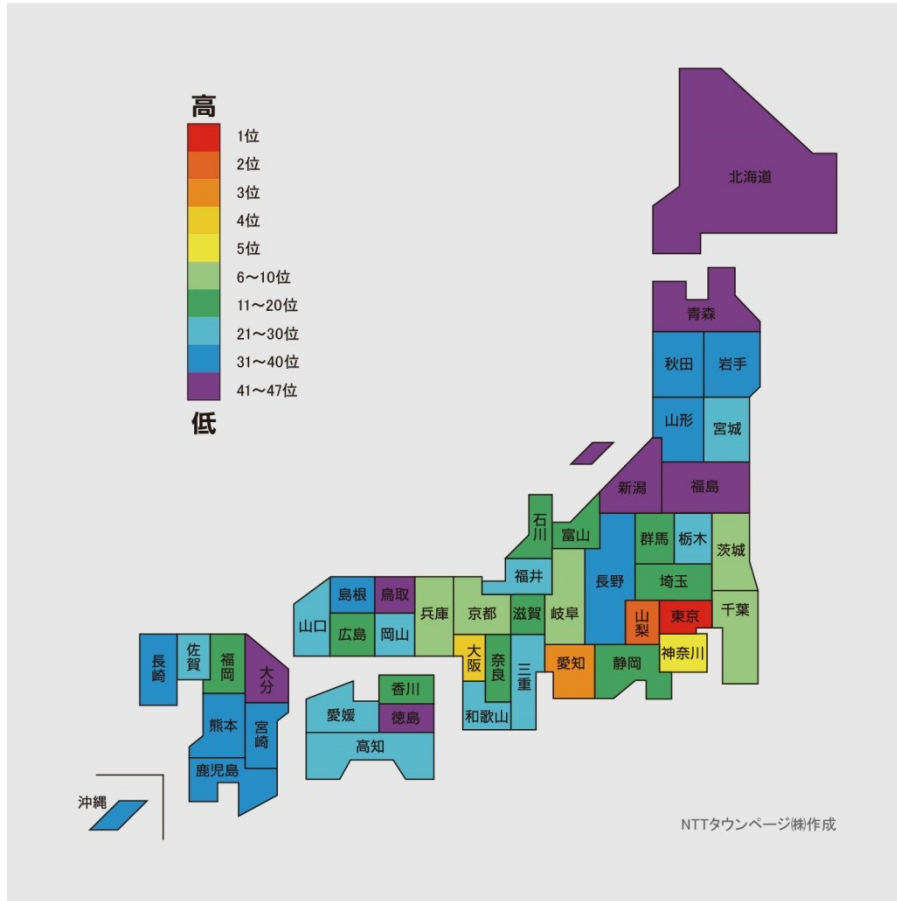 高
1位
2位
3位
4位
5位
6〜10位
11〜20位
21〜30位
31〜40位
41〜47位
低
北海道
青森
秋田
岩手
山形
宮城
新潟
福島
石川
富山
群馬
栃木
茨城
福井
長野
埼玉
島根
鳥取
兵庫
京都
滋賀
岐阜
山梨
東京
千葉
山口
広島
岡山
大阪
奈良
三重
愛知
静岡
神奈川
長崎
佐賀
福岡
大分
香川
愛媛
徳島
和歌山
熊本
宮崎
高知
鹿児島
沖縄
NTTタウンページ㈱作成